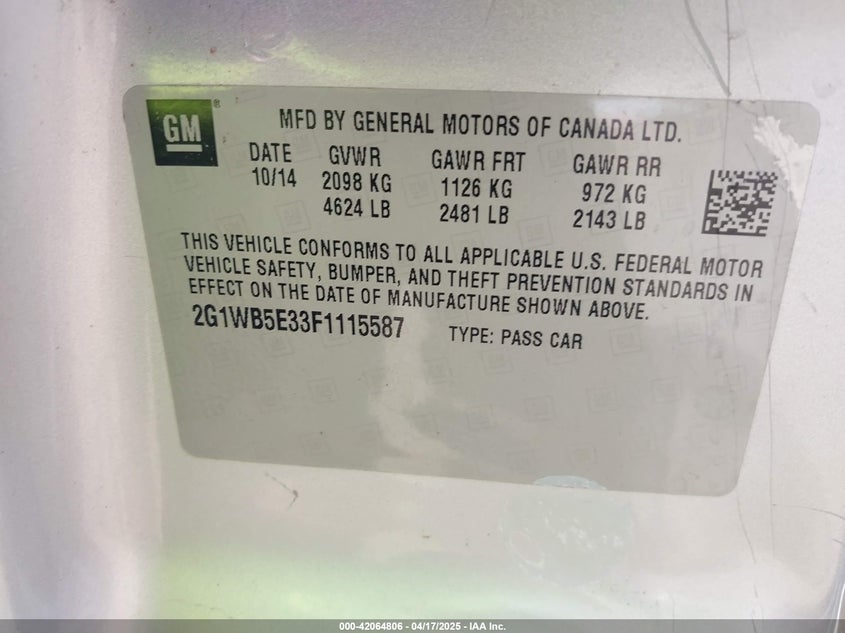 GM ®
MFD BY GENERAL MOTORS OF CANADA LTD.
DATE GVWR GAWR FRT GAWR RR
10/14 2098 KG 1126 KG 972 KG
4624 LB 2481 LB 2143 LB
THIS VEHICLE CONFORMS TO ALL APPLICABLE U.S. FEDERAL MOTOR
VEHICLE SAFETY, BUMPER, AND THEFT PREVENTION STANDARDS IN
EFFECT ON THE DATE OF MANUFACTURE SHOWN ABOVE.
2G1WB5E33F1115587 TYPE: PASS CAR
000-42064806 - 04/17/2025 - IAA Inc.